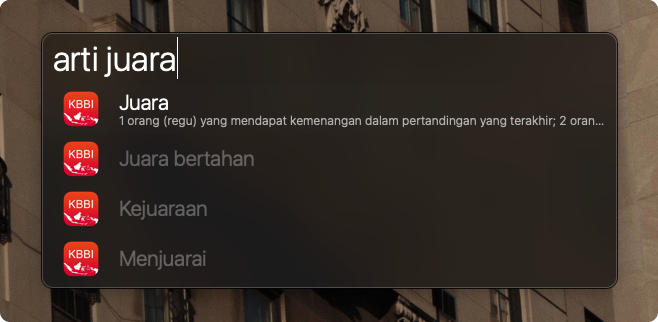 arti juara
KBBI
Juara
1 orang (regu) yang mendapat kemenangan dalam pertandingan yang terakhir; 2 oran...
KBBI
Juara bertahan
KBBI
Kejuaraan
KBBI
Menjuarai